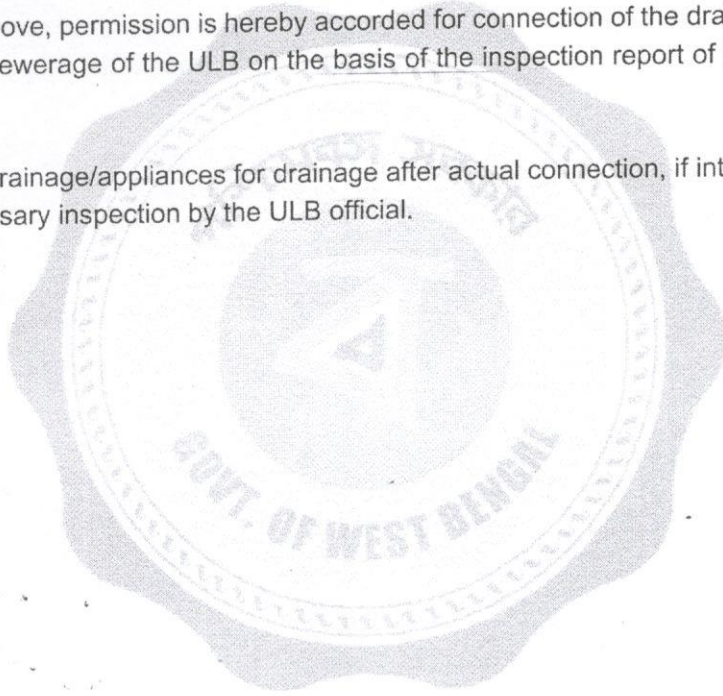 ove, permission is hereby accorded for connection of the dra
ewerage of the ULB on the basis of the inspection report of
rainage/appliances for drainage after actual connection, if int
sary inspection by the ULB official.
GOVT. OF WEST BENGAL